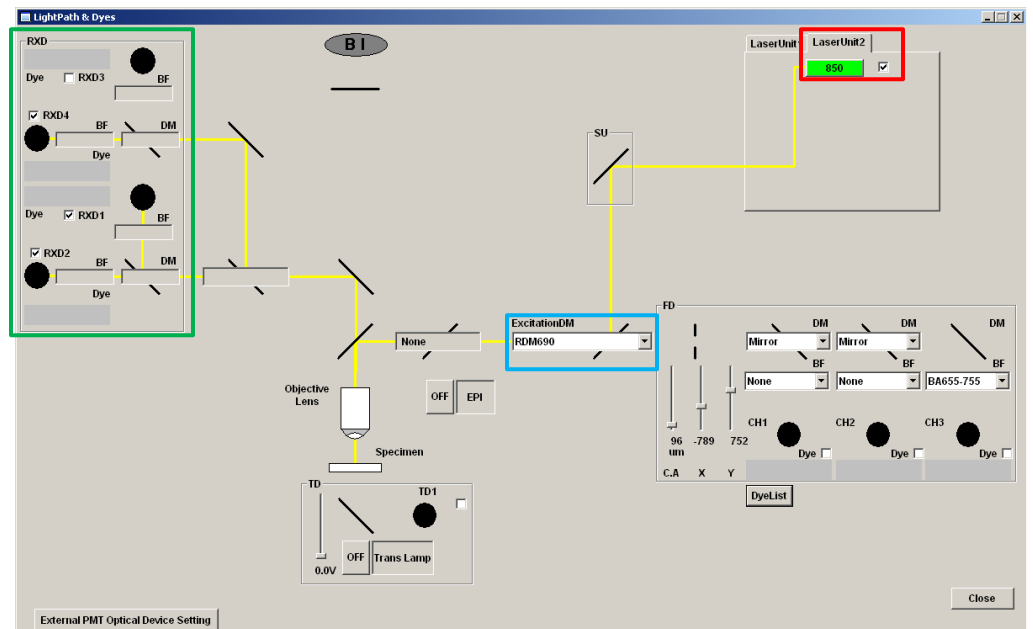 LightPath & Dyes
RXD
Dye RXD3 BF
RXD4
BF DM
Dye
Dye RXD1 BF
RXD2
BF DM
Dye
B I
LaserUnit LaserUnit2
850
SU
ExcitationDM
None RDM690
OFF EPI
Objective
Lens
Specimen
TD
TD1
OFF Trans Lamp
0.0V
FD
DM DM DM
Mirror Mirror
BF BF BF
None None BA655-755
CH1 CH2 CH3
96 -789 752
um
Dye Dye Dye
C.A X Y
DyeList
Close
External PMT Optical Device Setting